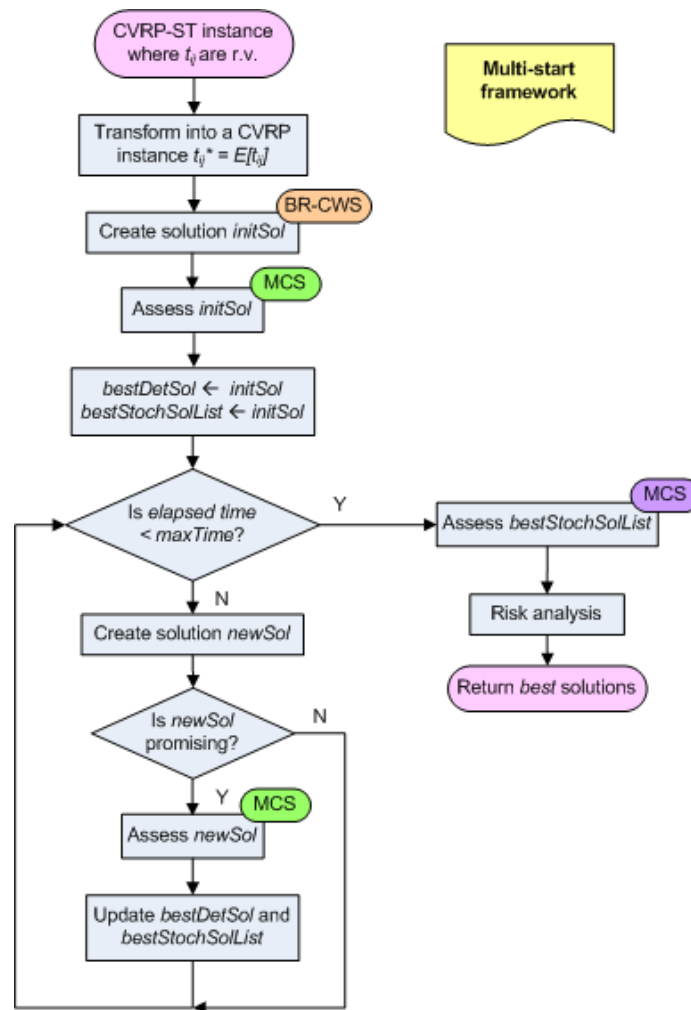 CVRP-ST instance
where tij are r.v.
Multi-start
framework
Transform into a CVRP
instance tij* = E[tij]
BR-CWS
Create solution initSol
MCS
Assess initSol
bestDetSol ← initSol
bestStochSolList ← initSol
Is elapsed time
< maxTime?
Y
MCS
Assess bestStochSolList
N
Create solution newSol
Risk analysis
Return best solutions
Is newSol
promising?
N
Y
MCS
Assess newSol
Update bestDetSol and
bestStochSolList